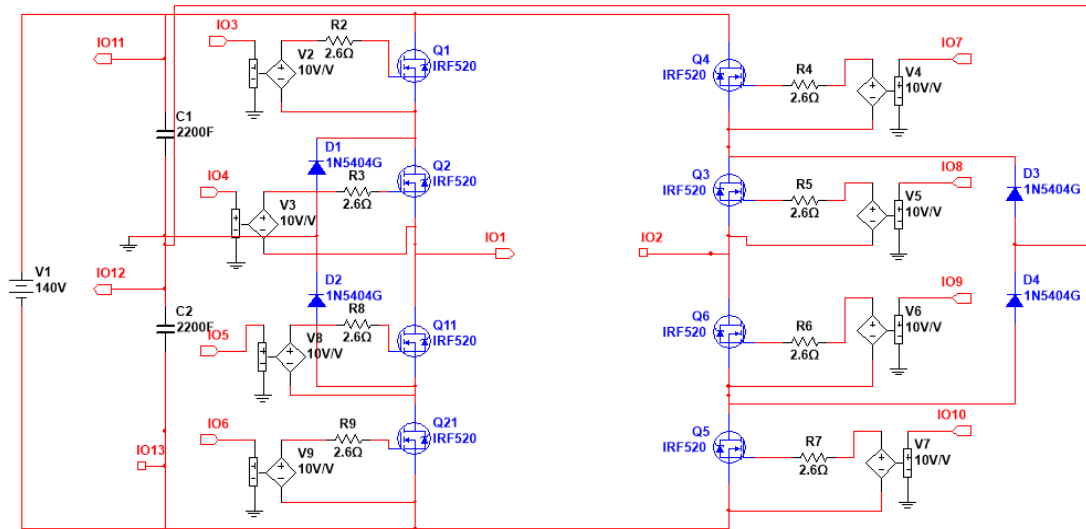 IO3
R2
2.6Ω
V2
10V/V
Q1
IRF520
IO11
C1
2200F
D1
1N5404G
Q2
IRF520
IO4
R3
2.6Ω
V3
10V/V
IO1
IO2
V1
140V
IO12
C2
2200F
D2
1N5404G
R8
2.6Ω
IO5
V8
10V/V
Q11
IRF520
IO6
R9
2.6Ω
V9
10V/V
Q21
IRF520
IO13
Q4
IRF520
R4
2.6Ω
V4
10V/V
IO7
Q3
IRF520
R5
2.6Ω
V5
10V/V
IO8
D3
1N5404G
D4
1N5404G
Q6
IRF520
R6
2.6Ω
V6
10V/V
IO9
Q5
IRF520
R7
2.6Ω
V7
10V/V
IO10